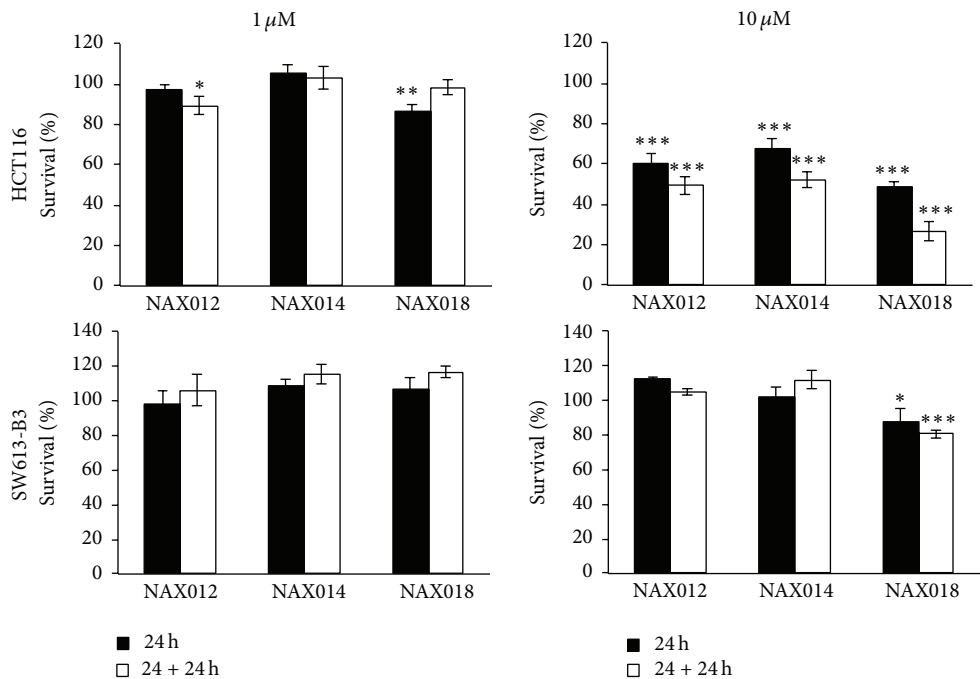 1 μM
HCT116
Survival (%)
120
100
80
60
40
20
0
*
**
NAX012 NAX014 NAX018
10 μM
Survival (%)
120
100
80
60
40
20
0
***
***
***
***
***
***
NAX012 NAX014 NAX018
SW613-B3
Survival (%)
140
120
100
80
60
40
20
0
NAX012 NAX014 NAX018
24 h
24 + 24 h
Survival (%)
140
120
100
80
60
40
20
0
*
***
NAX012 NAX014 NAX018
24 h
24 + 24 h